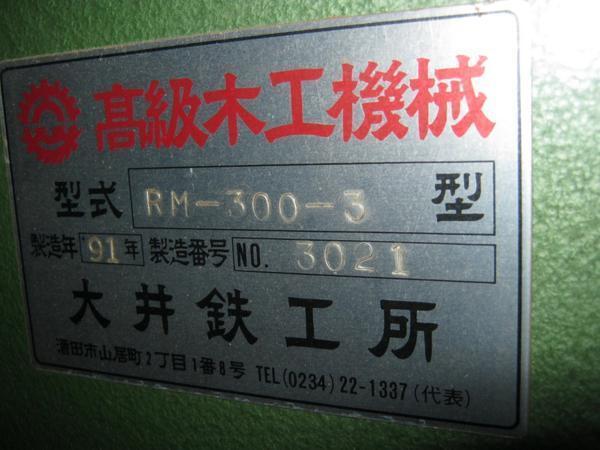 髙級木工機械
型式 RM-300-3 型
製造年 '91年 製造番号 NO. 3021
大井鉄工所
酒田市山居町2丁目1番8号 TEL(0234)22-1337(代表)